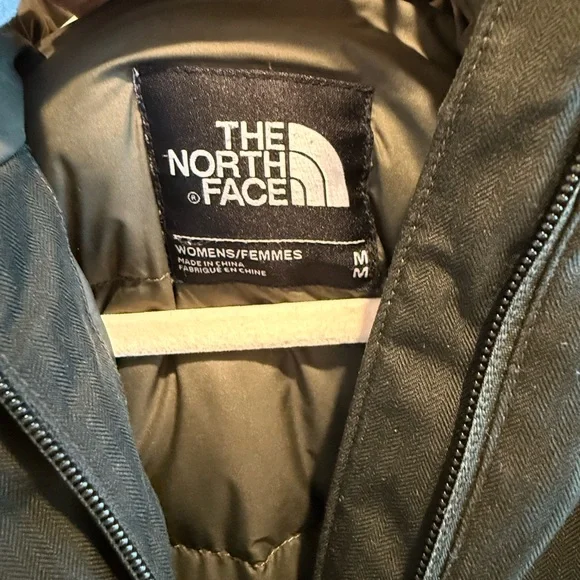 THE
NORTH
FACE
®
WOMENS/FEMMES M
MADE IN CHINA
FABRIQUÉ EN CHINE M